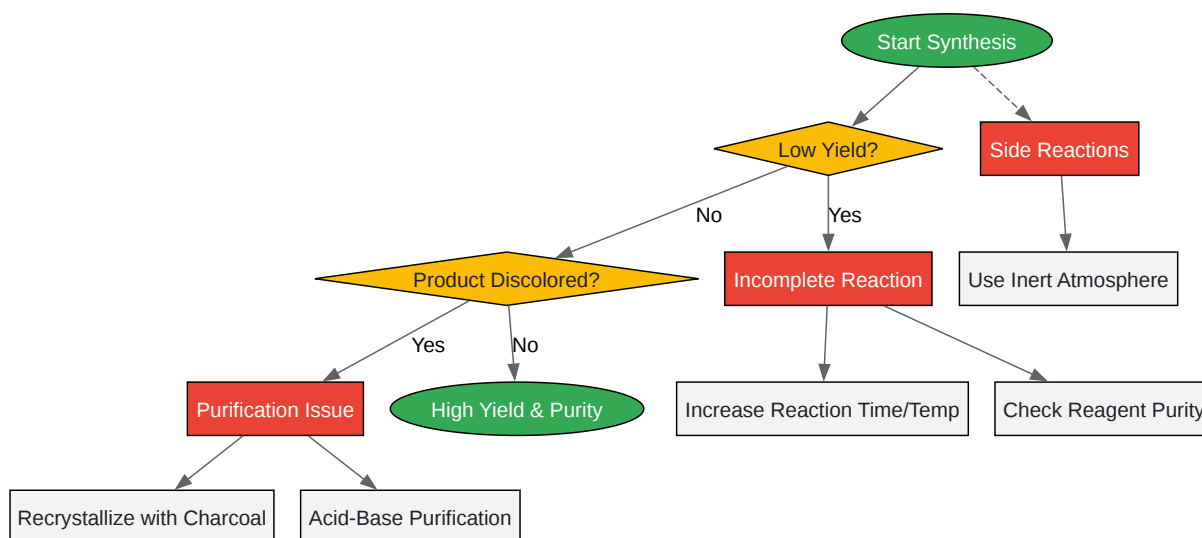 Start Synthesis
Low Yield?
Side Reactions
No
Yes
Product Discolored?
Incomplete Reaction
Use Inert Atmosphere
Yes
No
Purification Issue
High Yield & Purity
Increase Reaction Time/Temp
Check Reagent Purity
Recrystallize with Charcoal
Acid-Base Purification